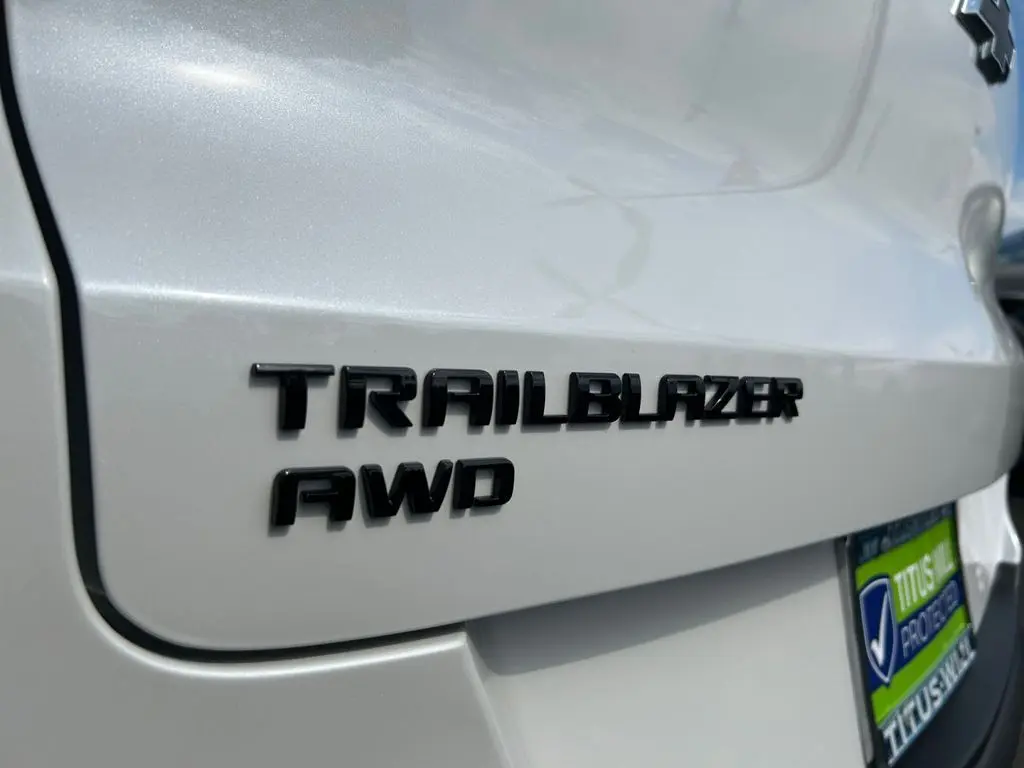 TRAILBLAZER
AWD
TITUS WILL
PROTECTED
TITUS-WILL